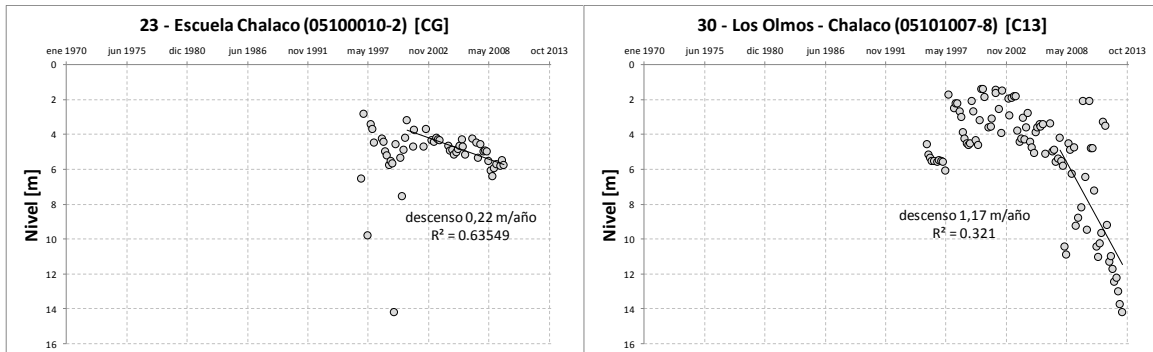 23 - Escuela Chalaco (05100010-2) [CG]
ene 1970 jun 1975 dic 1980 jun 1986 nov 1991 may 1997 nov 2002 may 2008 oct 2013
0
2
4
6
8
10
12
14
16
Nivel [m]
descenso 0,22 m/año
R² = 0.63549
30 - Los Olmos - Chalaco (05101007-8) [C13]
ene 1970 jun 1975 dic 1980 jun 1986 nov 1991 may 1997 nov 2002 may 2008 oct 2013
0
2
4
6
8
10
12
14
16
Nivel [m]
descenso 1,17 m/año
R² = 0.321